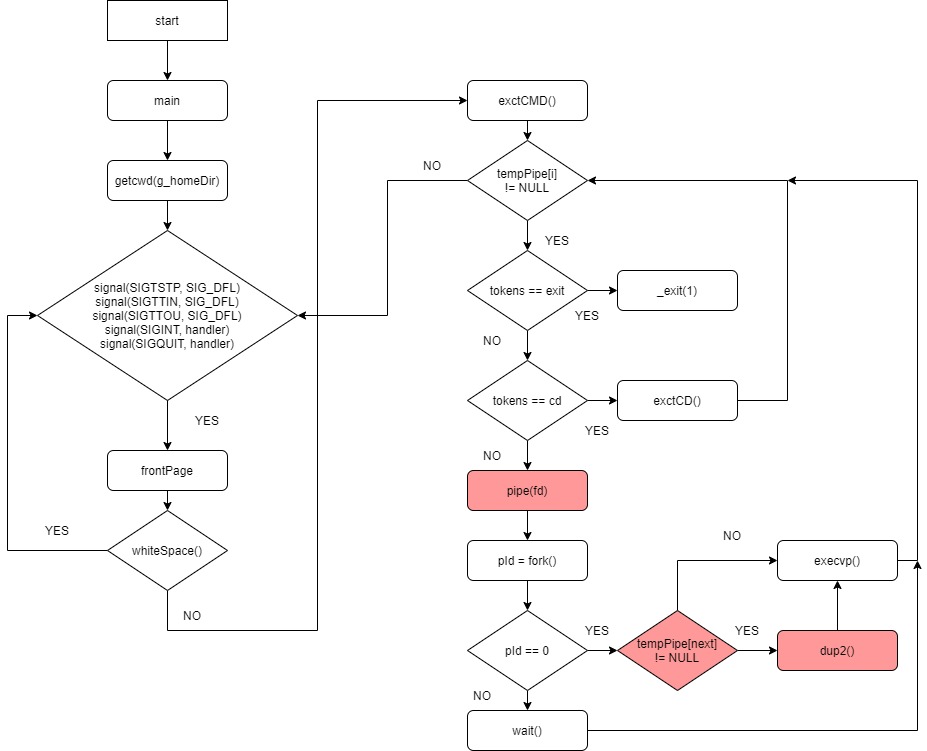 start
main
getcwd(g_homeDir)
signal(SIGTSTP, SIG_DFL)
signal(SIGTTIN, SIG_DFL)
signal(SIGTTOU, SIG_DFL)
signal(SIGINT, handler)
signal(SIGQUIT, handler)
YES
frontPage
whiteSpace()
YES
NO
exctCMD()
tempPipe[i]
!= NULL
NO
YES
tokens == exit
YES
_exit(1)
NO
tokens == cd
YES
exctCD()
NO
pipe(fd)
pId = fork()
pId == 0
YES
tempPipe[next]
!= NULL
NO
execvp()
YES
dup2()
NO
wait()